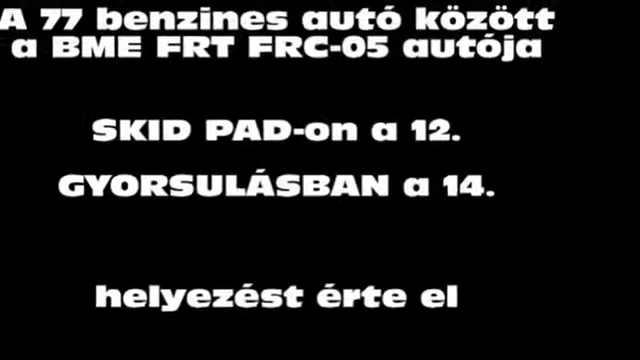 A 77 benzines autó között
a BME FRT FRC-05 autója
SKID PAD-on a 12.
GYORSULÁSBAN a 14.
helyezést érte el